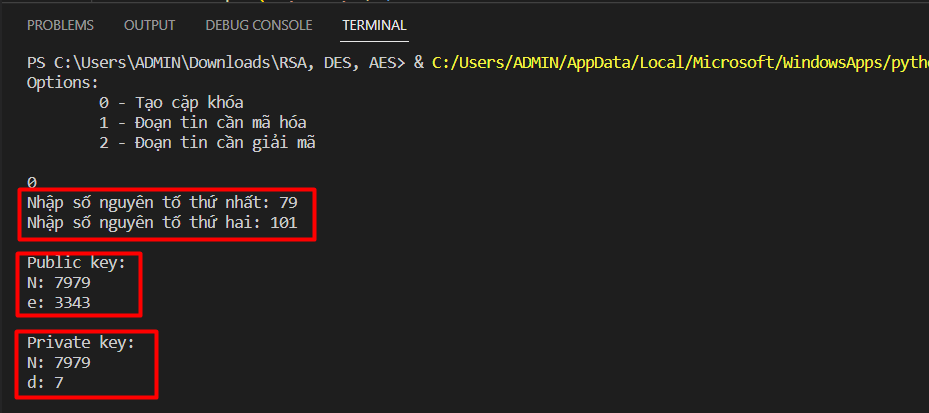 PROBLEMS OUTPUT DEBUG CONSOLE TERMINAL
PS C:\Users\ADMIN\Downloads\RSA, DES, AES> & C:/Users/ADMIN/AppData/Local/Microsoft/WindowsApps/pytho
Options:
0 - Tạo cặp khóa
1 - Đoạn tin cần mã hóa
2 - Đoạn tin cần giải mã
0
Nhập số nguyên tố thứ nhất: 79
Nhập số nguyên tố thứ hai: 101
Public key:
N: 7979
e: 3343
Private key:
N: 7979
d: 7